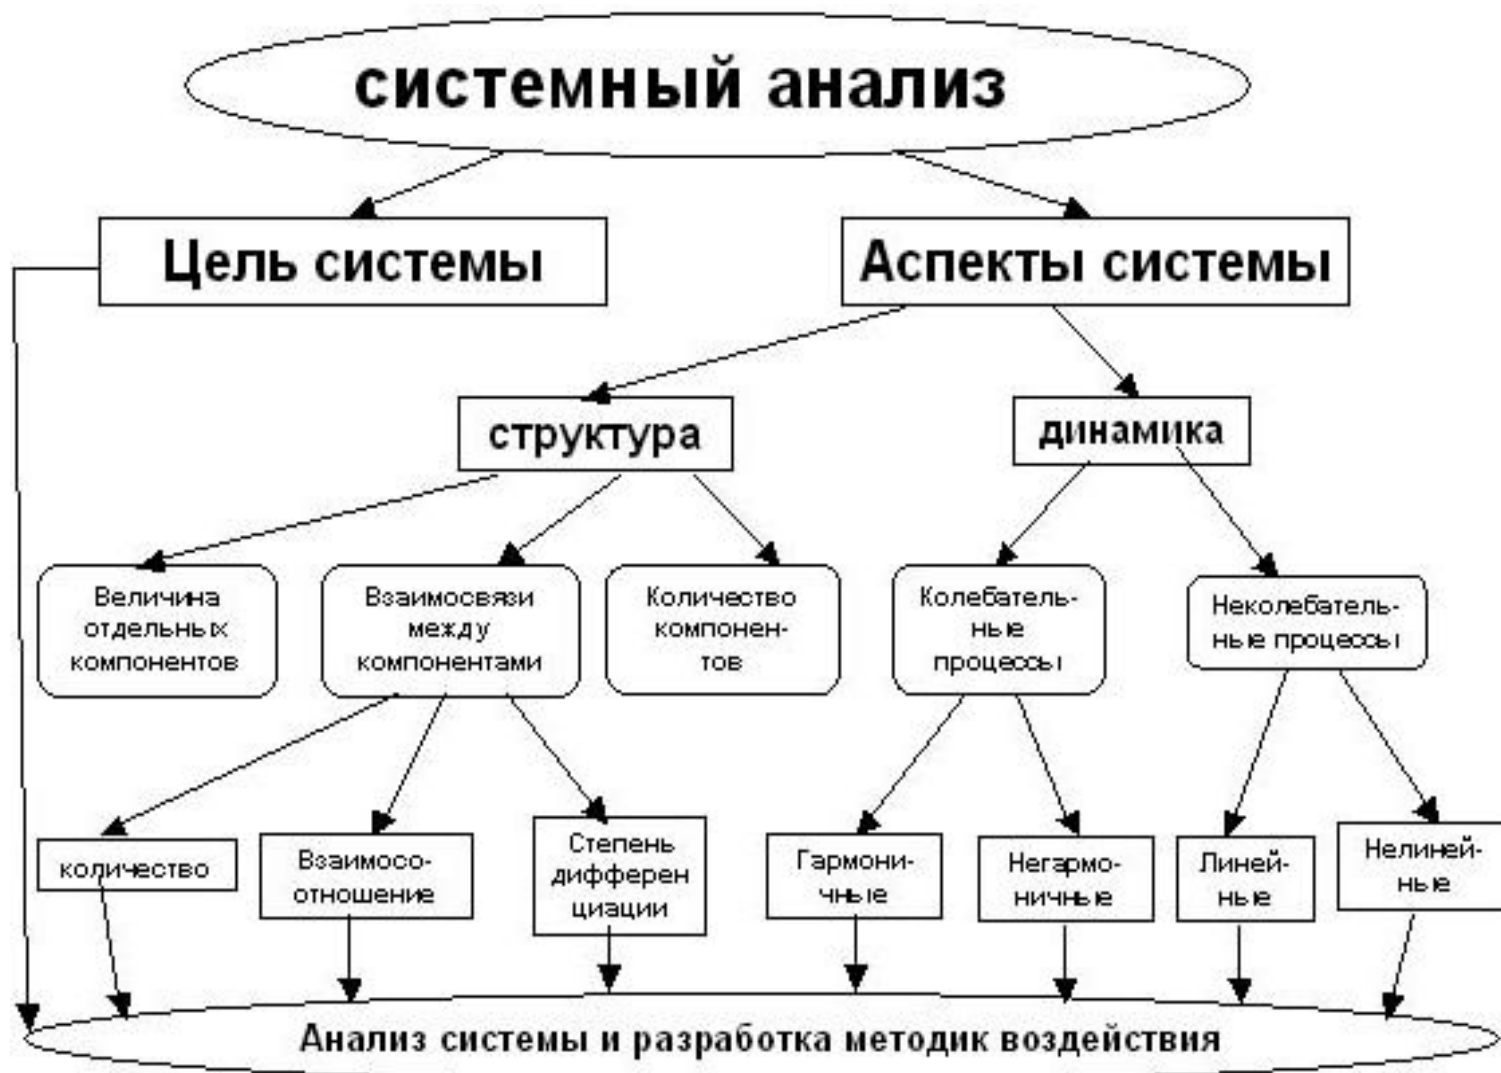 системный анализ
Цель системы
Аспекты системы
структура
динамика
Величина
отдельных
компонентов
Взаимосвязи
между
компонентами
Количество
компонен-
тов
Колебатель-
ные
процессы
Неколебатель-
ные процессы
количество
Взаимосо-
отношение
Степень
дифферен
циации
Гармони-
чные
Негармо-
ничные
Линей-
ные
Нелиней-
ные
Анализ системы и разработка методик воздействия